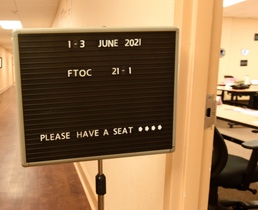 1 - 3 JUNE 2021
FTOC 21 - 1
PLEASE HAVE A SEAT